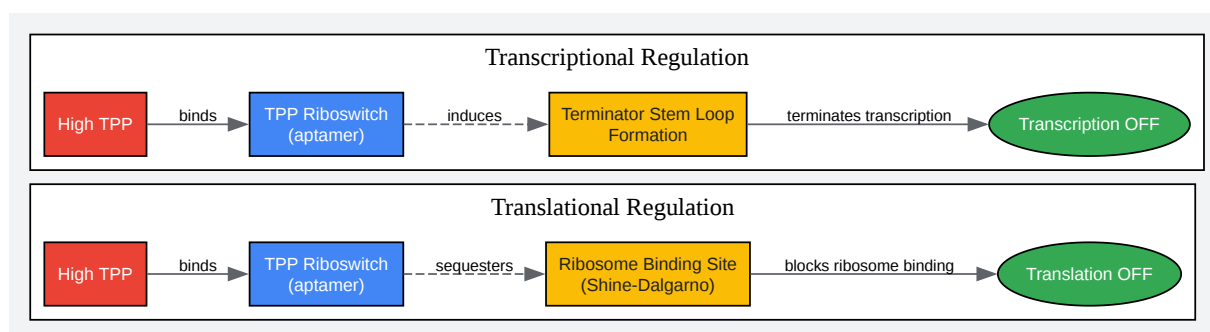 Transcriptional Regulation
High TPP
binds
TPP Riboswitch
(aptamer)
induces
Terminator Stem Loop
Formation
terminates transcription
Transcription OFF
Translational Regulation
High TPP
binds
TPP Riboswitch
(aptamer)
sequesters
Ribosome Binding Site
(Shine-Dalgarno)
blocks ribosome binding
Translation OFF